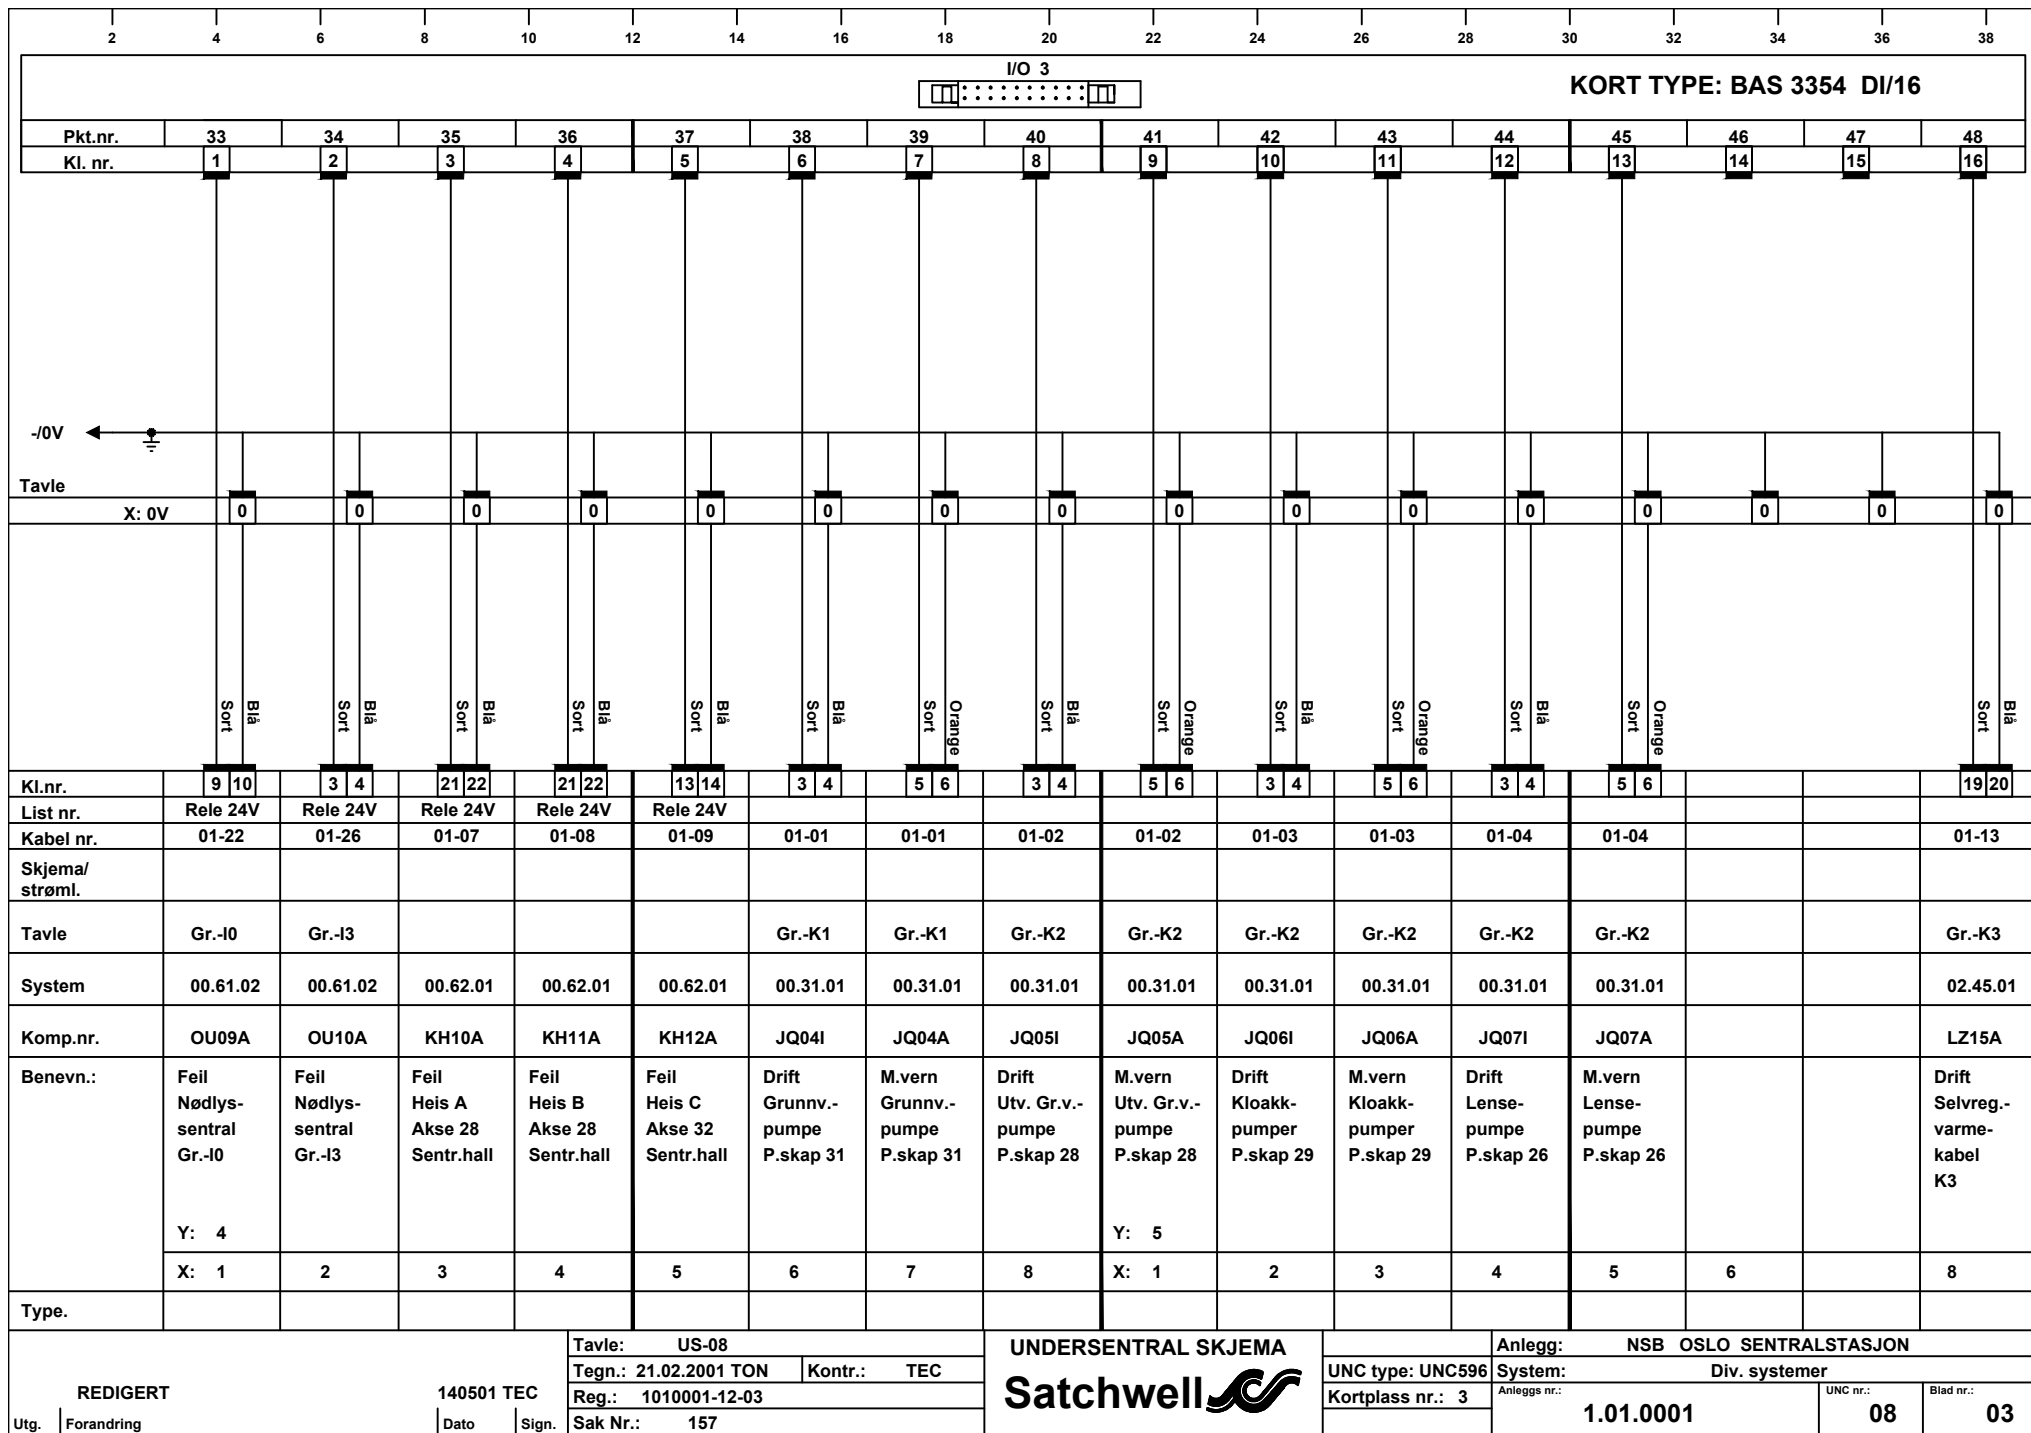 2 4 6 8 10 12 14 16 18 20 22 24 26 28 30 32 34 36 38
I/O 3
KORT TYPE: BAS 3354 DI/16
Pkt.nr. 33 34 35 36 37 38 39 40 41 42 43 44 45 46 47 48
Kl. nr. 1 2 3 4 5 6 7 8 9 10 11 12 13 14 15 16
-/0V
Tavle
X: 0V 0 0 0 0 0 0 0 0 0 0 0 0 0 0 0 0
Sort Blå Sort Blå Sort Blå Sort Blå Sort Blå Sort Blå Sort Orange Sort Blå Sort Orange Sort Blå Sort Orange Sort Blå Sort Orange Sort Blå
Kl.nr. 9 10 3 4 21 22 21 22 13 14 3 4 5 6 3 4 5 6 3 4 5 6 3 4 5 6 19 20
List nr. Rele 24V Rele 24V Rele 24V Rele 24V Rele 24V
Kabel nr. 01-22 01-26 01-07 01-08 01-09 01-01 01-01 01-02 01-02 01-03 01-03 01-04 01-04 01-13
Skjema/
strøml.
Tavle Gr.-I0 Gr.-I3 Gr.-K1 Gr.-K1 Gr.-K2 Gr.-K2 Gr.-K2 Gr.-K2 Gr.-K2 Gr.-K2 Gr.-K3
System 00.61.02 00.61.02 00.62.01 00.62.01 00.62.01 00.31.01 00.31.01 00.31.01 00.31.01 00.31.01 00.31.01 00.31.01 00.31.01 02.45.01
Komp.nr. OU09A OU10A KH10A KH11A KH12A JQ04I JQ04A JQ05I JQ05A JQ06I JQ06A JQ07I JQ07A LZ15A
Benevn.: Feil Feil Feil Feil Feil Drift M.vern Drift M.vern Drift M.vern Drift M.vern Drift
Nødlys- Nødlys- Heis A Heis B Heis C Grunnv.- Grunnv.- Utv. Gr.v.- Utv. Gr.v.- Kloakk- Kloakk- Lense- Lense- Selvreg.-
sentral sentral Akse 28 Akse 28 Akse 32 pumpe pumpe pumpe pumpe pumper pumper pumpe pumpe varme-
Gr.-I0 Gr.-I3 Sentr.hall Sentr.hall Sentr.hall P.skap 31 P.skap 31 P.skap 28 P.skap 28 P.skap 29 P.skap 29 P.skap 26 P.skap 26 kabel
K3
Y: 4 Y: 5
X: 1 2 3 4 5 6 7 8 X: 1 2 3 4 5 6 8
Type.
Tavle: US-08
Tegn.: 21.02.2001 TON Kontr.: TEC
Reg.: 1010001-12-03
Sak Nr.: 157
REDIGERT 140501 TEC
Utg. Forandring Dato Sign.
UNDERSENTRAL SKJEMA
Satchwell
UNC type: UNC596
Kortplass nr.: 3
Anlegg: NSB OSLO SENTRALSTASJON
System: Div. systemer
Anleggs nr.: UNC nr.: Blad nr.:
1.01.0001 08 03